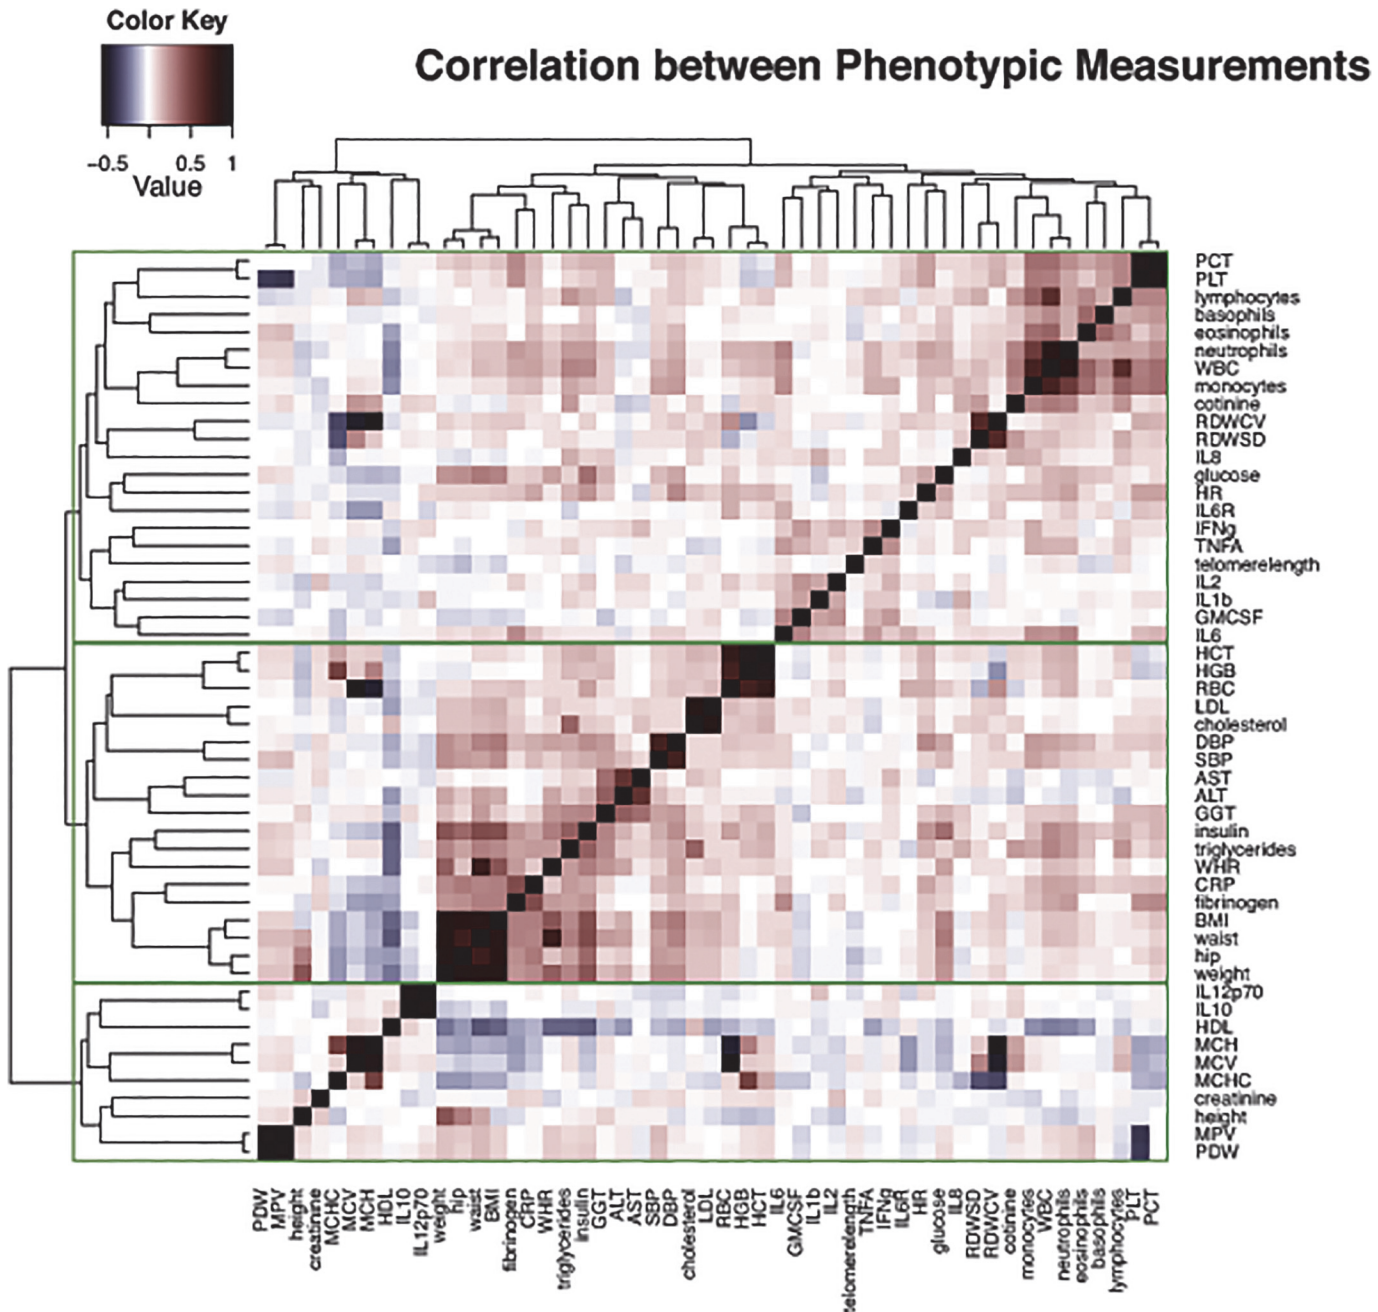 Color Key
Correlation between Phenotypic Measurements
−0.5 0.5 1
Value
PCT
PLT
lymphocytes
basophils
eosinophils
neutrophils
WBC
monocytes
cotinine
RDWCV
RDWSD
IL8
glucose
HR
IL6R
IFNg
TNFA
telomerelength
IL2
IL1b
GMCSF
IL6
HCT
HGB
RBC
LDL
cholesterol
DBP
SBP
AST
ALT
GGT
insulin
triglycerides
WHR
CRP
fibrinogen
BMI
waist
hip
weight
IL12p70
IL10
HDL
MCH
MCV
MCHC
creatinine
height
MPV
PDW
PDW
MPV
height
creatinine
MCHC
MCV
MCH
HDL
IL10
IL12p70
weight
hip
waist
BMI
fibrinogen
CRP
WHR
triglycerides
insulin
GGT
ALT
AST
SBP
DBP
cholesterol
LDL
RBC
HGB
HCT
IL6
GMCSF
IL1b
IL2
telomerelength
TNFA
IFNg
IL6R
HR
glucose
IL8
RDWSD
RDWCV
cotinine
monocytes
WBC
neutrophils
eosinophils
basophils
lymphocytes
PLT
PCT